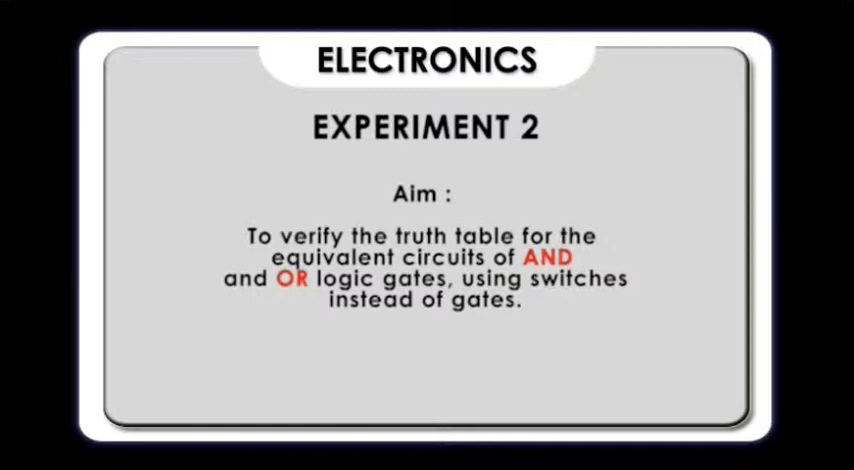 ELECTRONICS
EXPERIMENT 2
Aim :
To verify the truth table for the
equivalent circuits of AND
and OR logic gates, using switches
instead of gates.